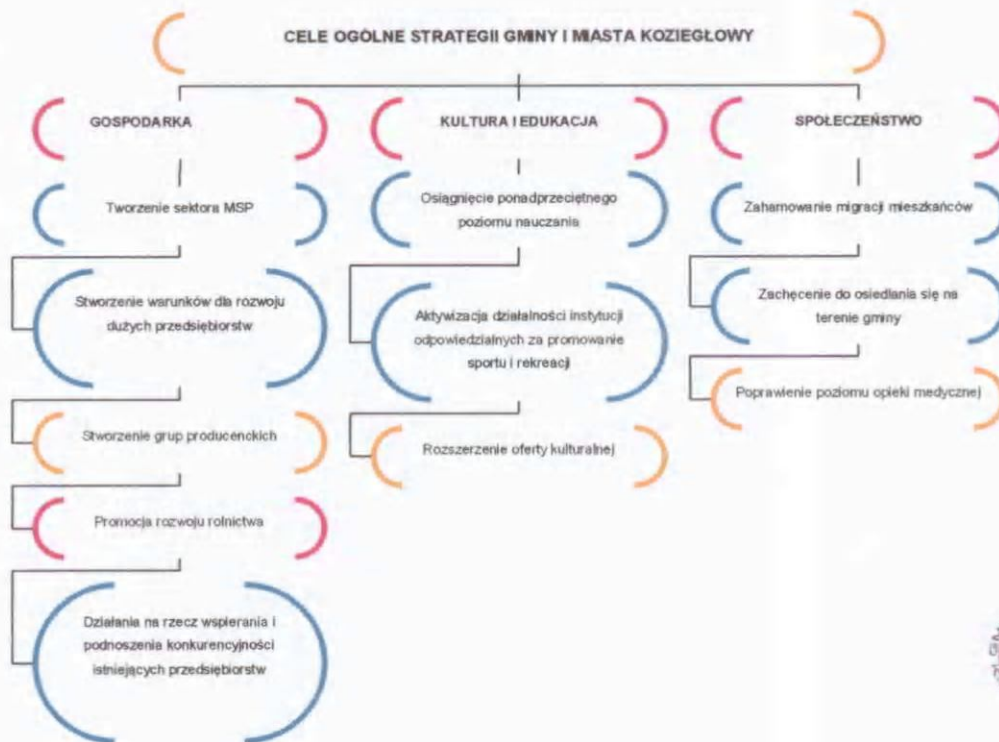 CELE OGÓLNE STRATEGII GMINY I MIASTA KOZIEGŁOWY
GOSPODARKA
Tworzenie sektora MSP
Stworzenie warunków dla rozwoju
dużych przedsiębiorstw
Stworzenie grup producenckich
Promocja rozwoju rolnictwa
Działania na rzecz wspierania i
podnoszenia konkurencyjności
istniejących przedsiębiorstw
KULTURA I EDUKACJA
Osiągnięcie ponadprzeciętnego
poziomu nauczania
Aktywizacja działalności instytucji
odpowiedzialnych za promowanie
sportu i rekreacji
Rozszerzenie oferty kulturalnej
SPOŁECZEŃSTWO
Zahamowanie migracji mieszkańców
Zachęcenie do osiedlania się na
terenie gminy
Poprawienie poziomu opieki medycznej